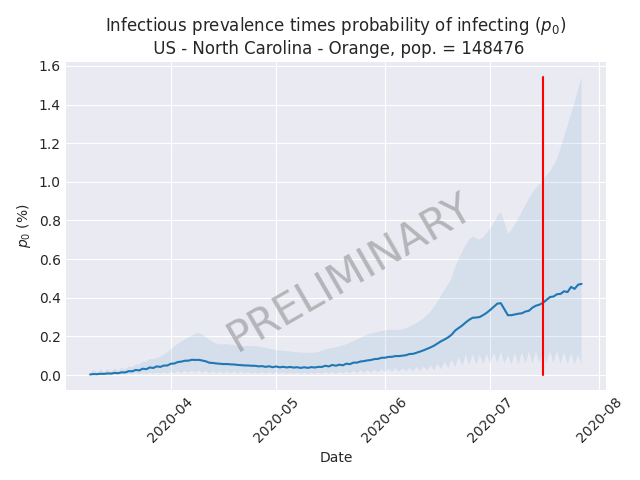 Infectious prevalence times probability of infecting (p₀)
US - North Carolina - Orange, pop. = 148476
1.6
1.4
1.2
1.0
0.8
0.6
0.4
0.2
0.0
p₀ (%)
PRELIMINARY
2020-04
2020-05
2020-06
2020-07
2020-08
Date